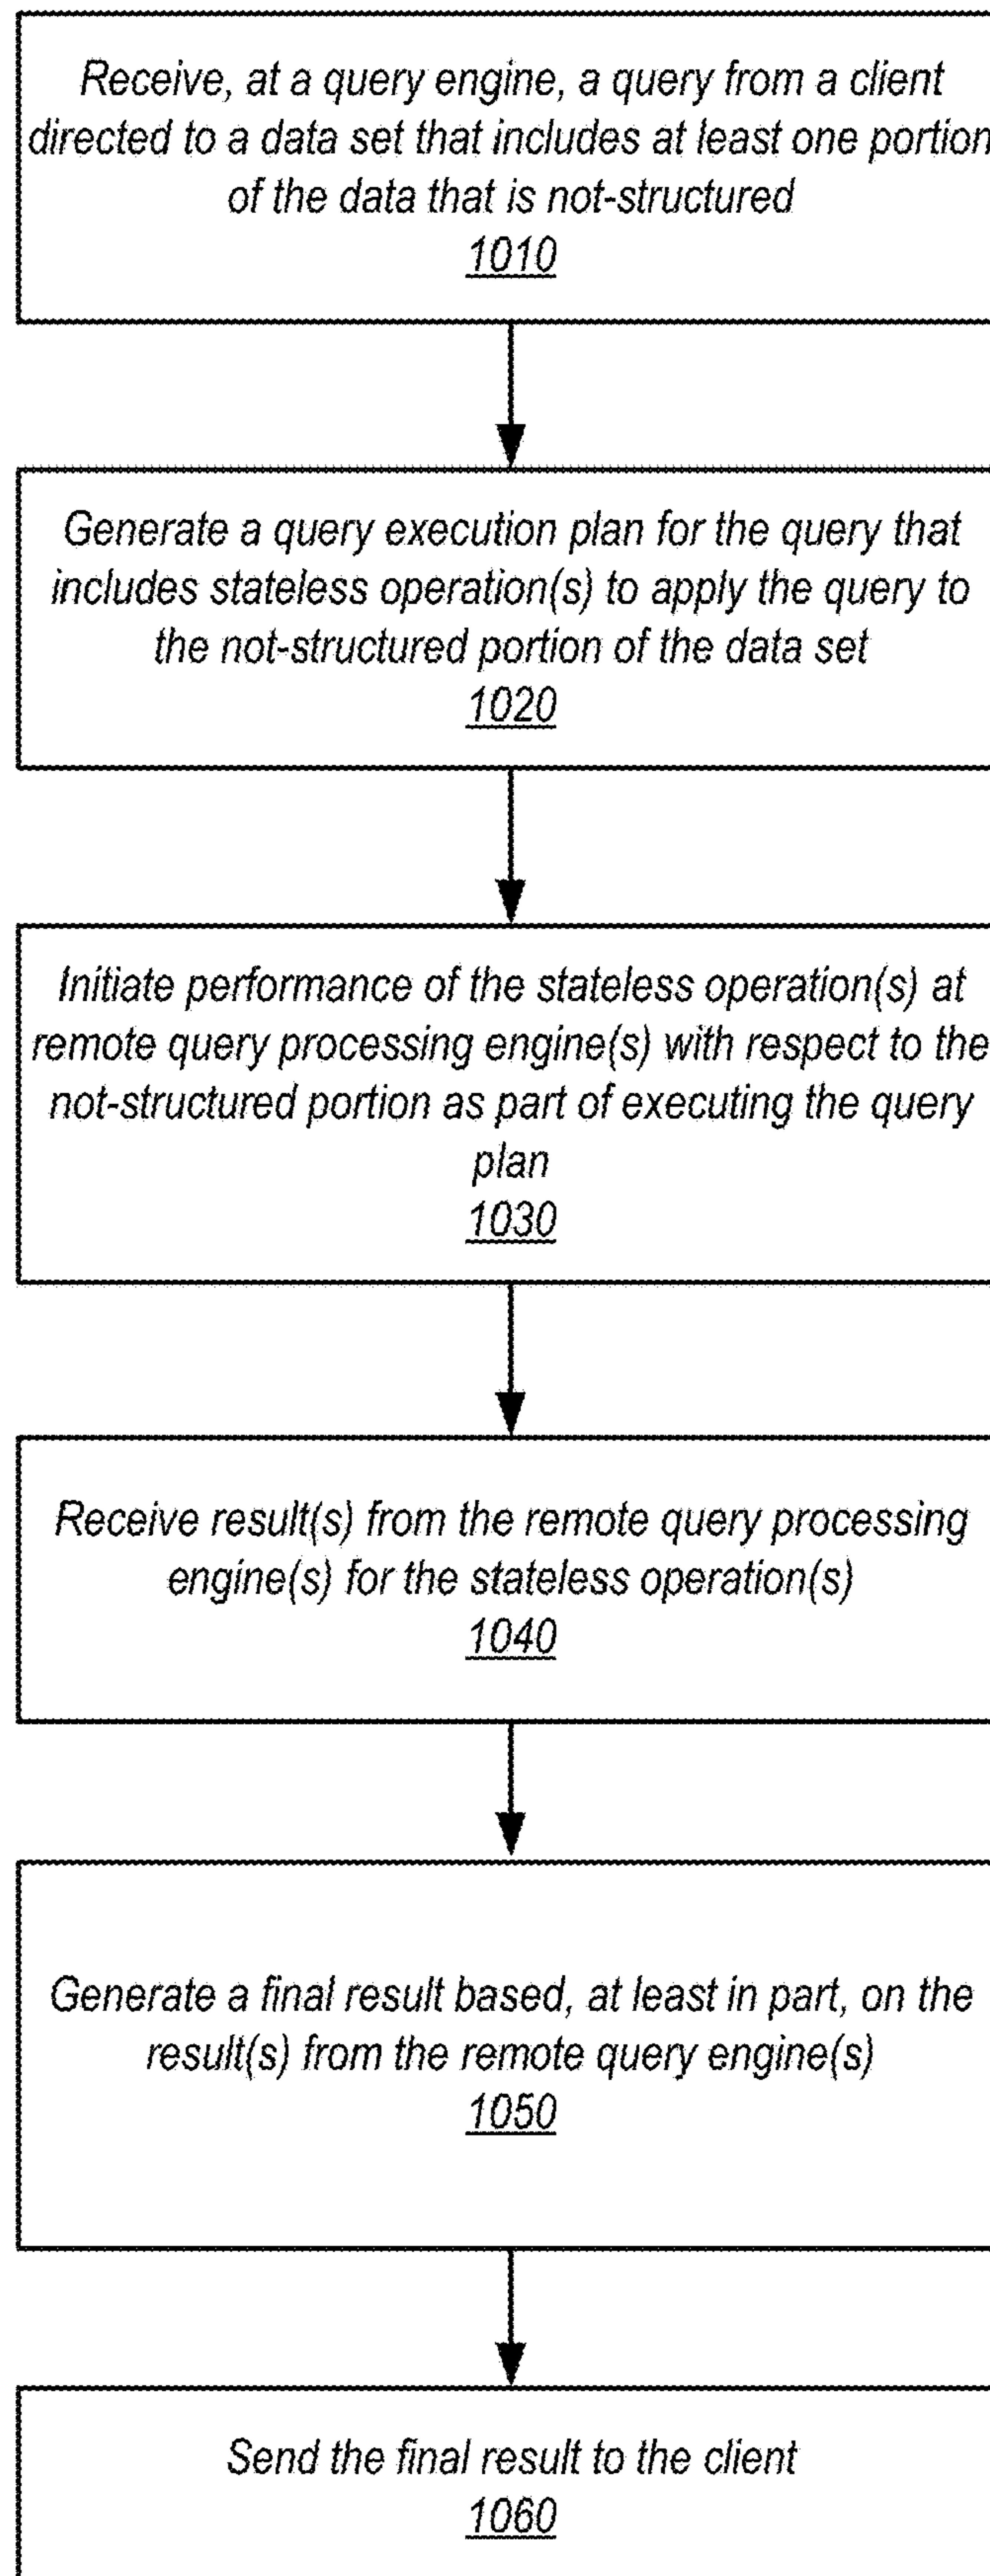 Receive, at a query engine, a query from a client
directed to a data set that includes at least one portion
of the data that is not-structured
1010
Generate a query execution plan for the query that
includes stateless operation(s) to apply the query to
the not-structured portion of the data set
1020
Initiate performance of the stateless operation(s) at
remote query processing engine(s) with respect to the
not-structured portion as part of executing the query
plan
1030
Receive result(s) from the remote query processing
engine(s) for the stateless operation(s)
1040
Generate a final result based, at least in part, on the
result(s) from the remote query engine(s)
1050
Send the final result to the client
1060